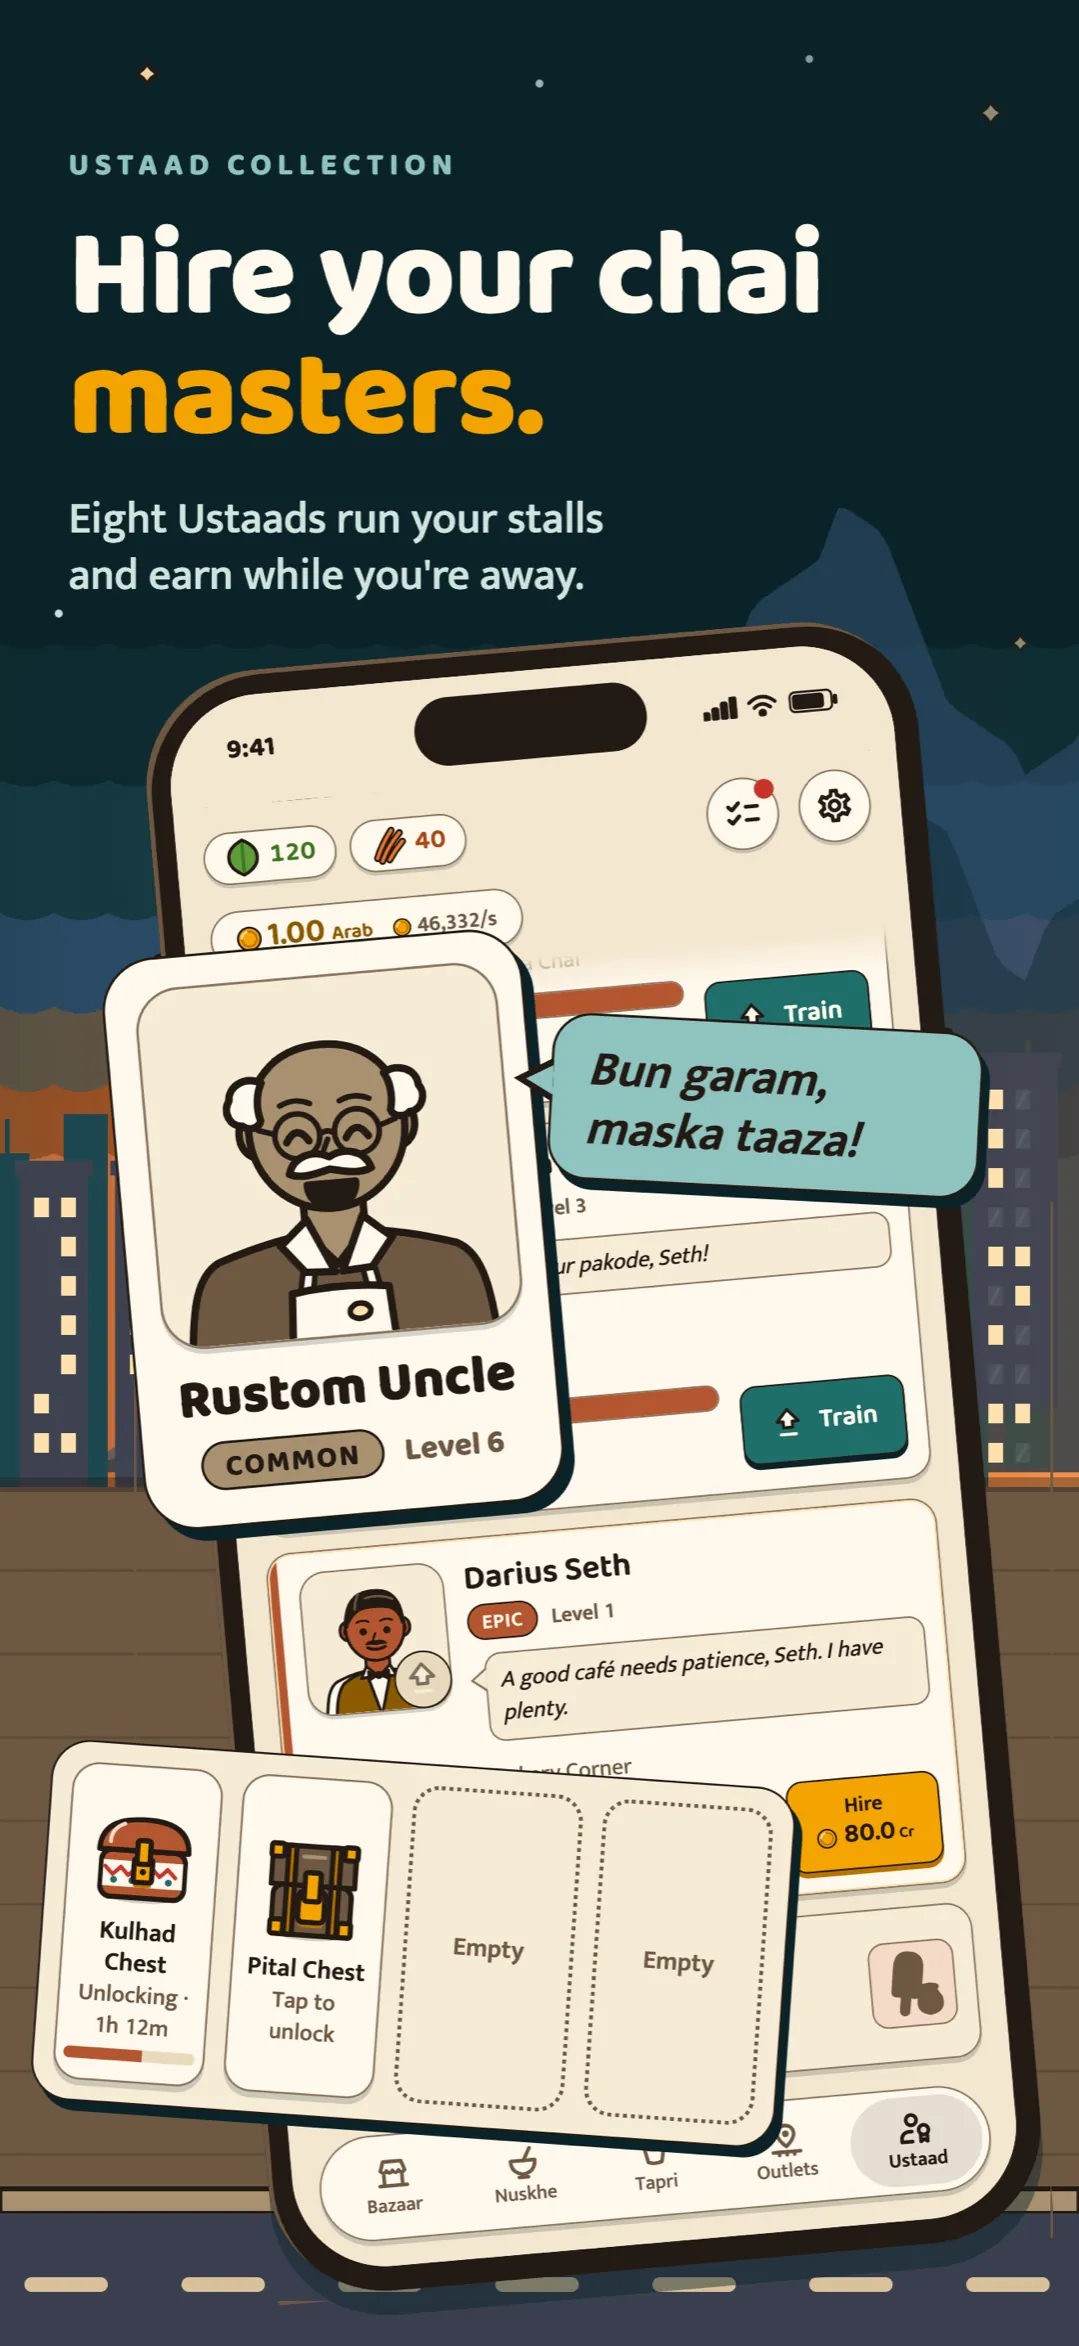 USTAAD COLLECTION
Hire your chai
masters.
Eight Ustaads run your stalls
and earn while you're away.
9:41
120
40
1.00 Arab 46,332/s
Chai
Train
Bun garam,
maska taaza!
3
pakode, Seth!
Rustom Uncle
COMMON Level 6
Train
Darius Seth
EPIC Level 1
A good café needs patience, Seth. I have
plenty.
Corner
Hire
80.0 Cr
Kulhad
Chest
Unlocking ·
1h 12m
Pital Chest
Tap to
unlock
Empty
Empty
Bazaar
Nuskhe
Tapri
Outlets
Ustaad